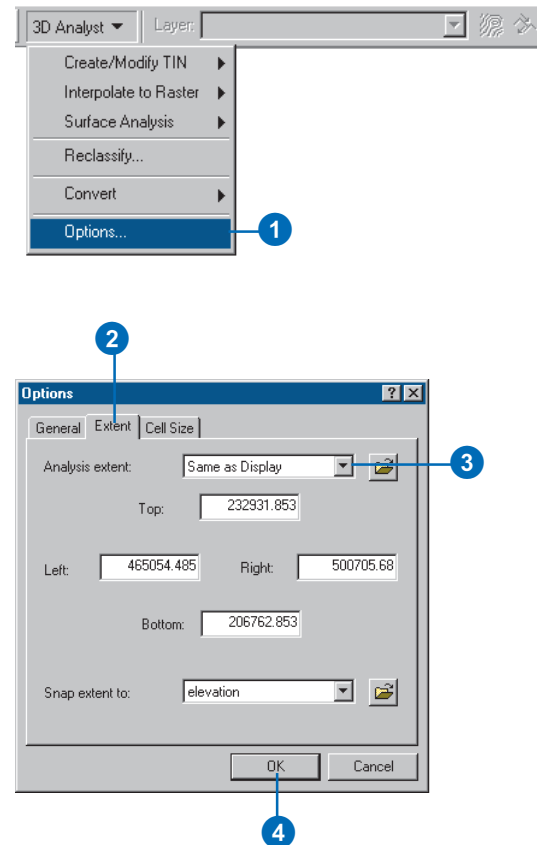 3D Analyst Layer:
Create/Modify TIN
Interpolate to Raster
Surface Analysis
Reclassify...
Convert
Options...
1
2
Options ? X
General Extent Cell Size
Analysis extent: Same as Display
3
Top: 232931.853
Left: 465054.485 Right: 500705.68
Bottom: 206762.853
Snap extent to: elevation
OK Cancel
4